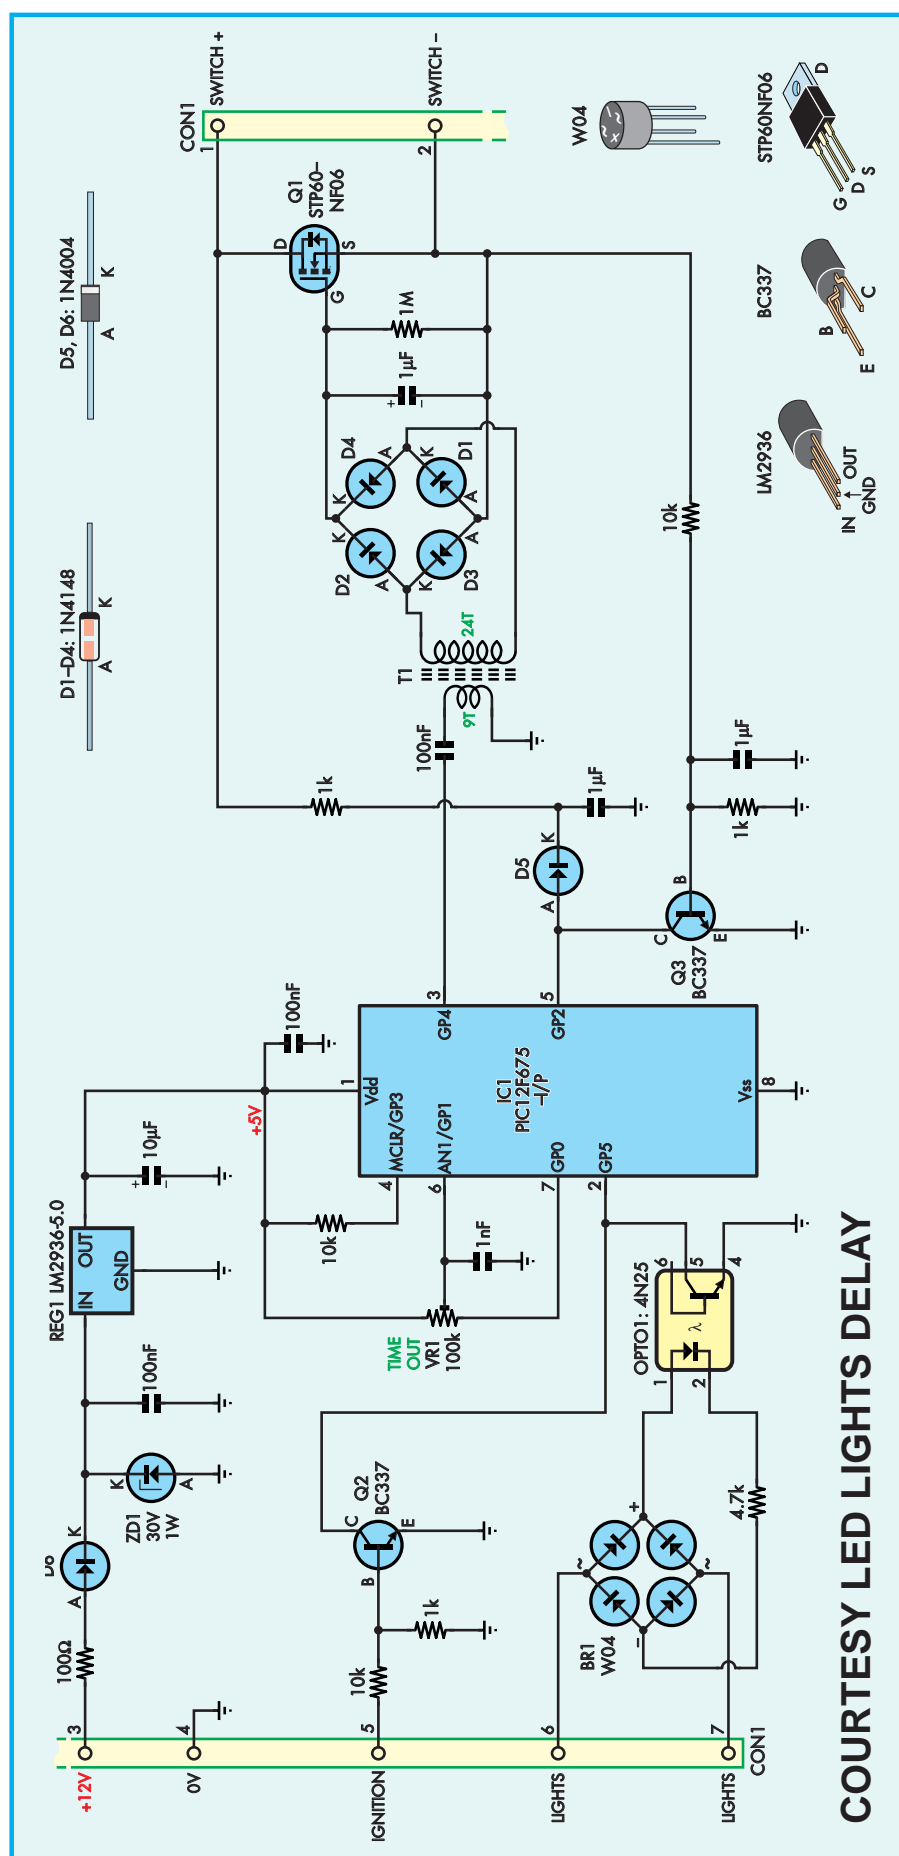 COURTESY LED LIGHTS DELAY
CON1
+12V
3
0V
4
IGNITION
5
LIGHTS
6
LIGHTS
7
CON1
100Ω
A
K
D6
K
A
ZD1
30V
1W
100nF
REG1 LM2936-5.0
IN
OUT
GND
10µF
+
−
+5V
100nF
10k
1k
B
C
E
Q2
BC337
TIME
OUT
VR1
100k
10k
1nF
BR1
W04
~
~
+
−
4.7k
OPTO1: 4N25
1
2
λ
6
5
4
1
Vdd
4
MCLR/GP3
6
AN1/GP1
7
GP0
2
GP5
IC1
PIC12F675
-I/P
3
GP4
5
GP2
Vss
8
D5
A
K
1k
1µF
Q3
BC337
C
B
E
1k
1µF
10k
100nF
T1
9T
24T
D2
K
A
D4
K
A
D3
K
A
D1
K
A
1µF
+
−
1M
Q1
STP60–
NF06
D
G
S
CON1
1
SWITCH +
2
SWITCH −
D1–D4: 1N4148
A
K
D5, D6: 1N4004
A
K
LM2936
IN
GND
OUT
BC337
B
E
C
STP60NF06
G
D
S
D
W04